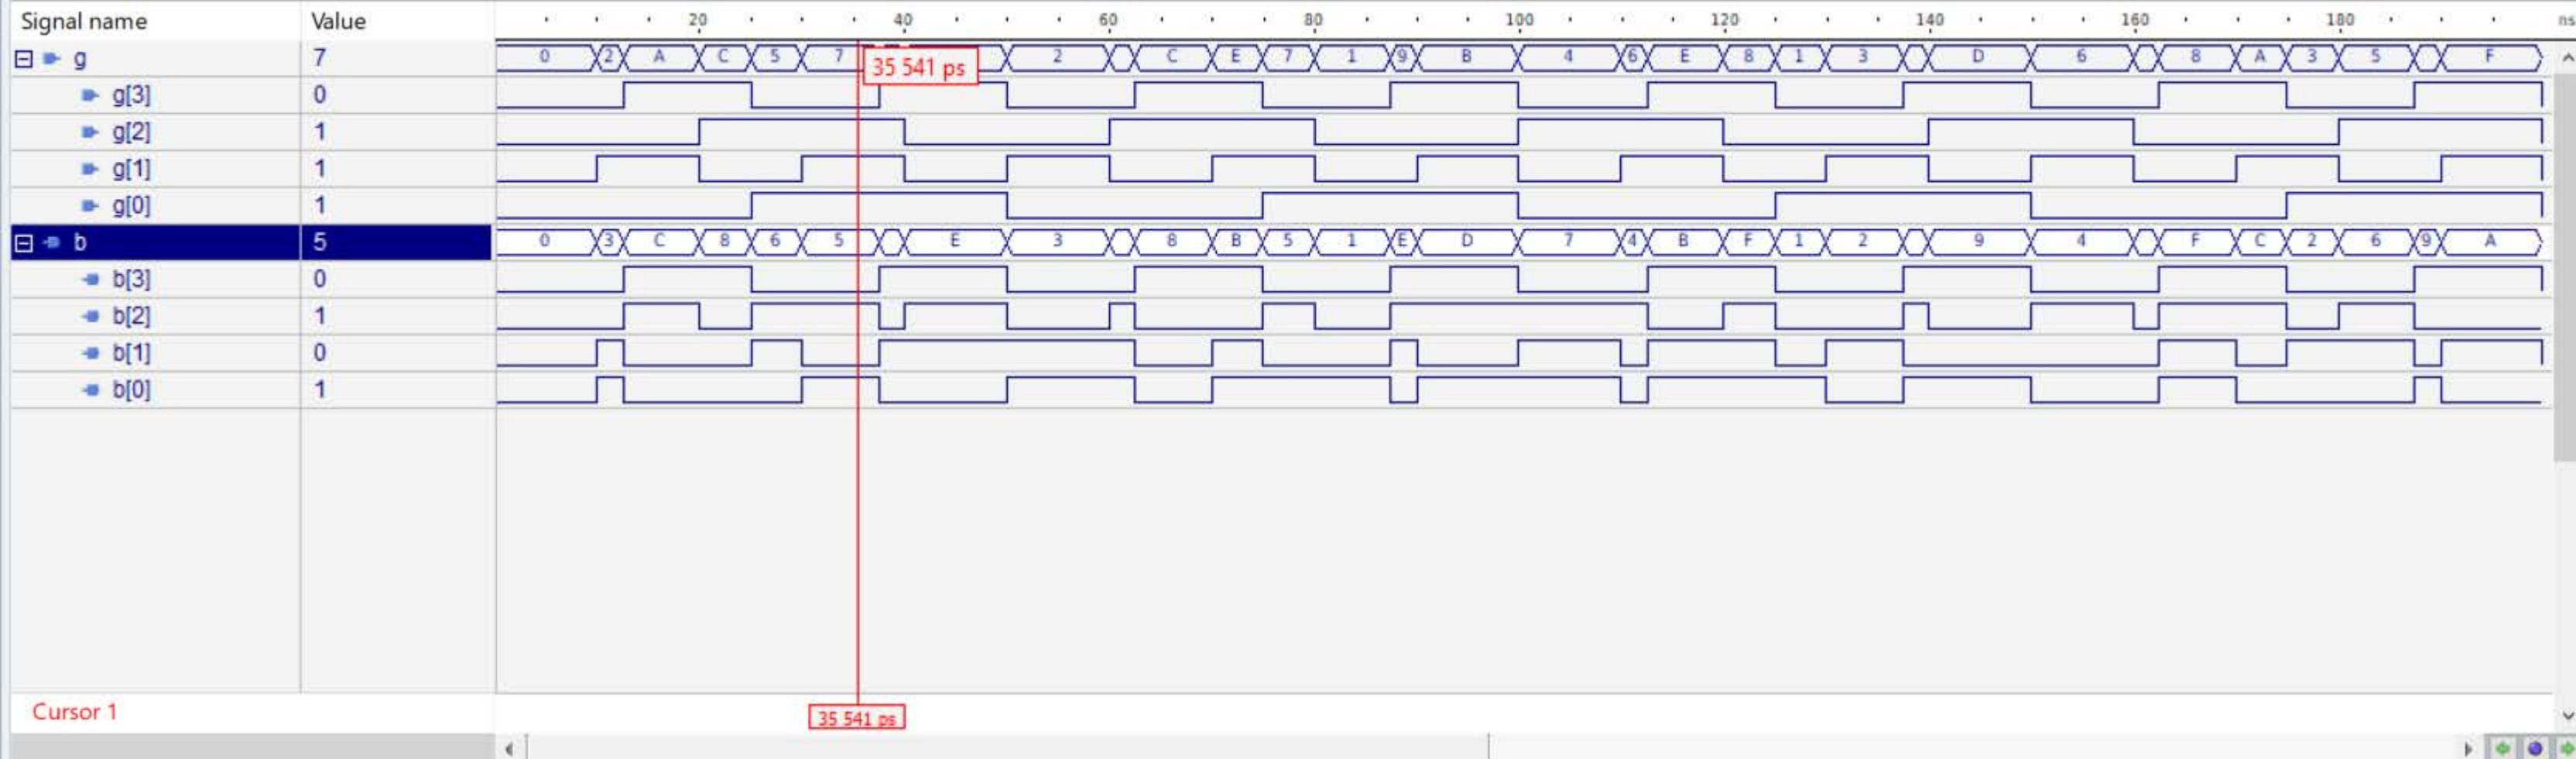 Signal name Value 20 40 60 80 100 120 140 160 180 ns
g 7 0 2 A C 5 7 2 C E 7 1 9 B 4 6 E 8 1 3 D 6 8 A 3 5 F
35 541 ps
g[3] 0
g[2] 1
g[1] 1
g[0] 1
b 5 0 3 C 8 6 5 E 3 8 B 5 1 E D 7 4 B F 1 2 9 4 F C 2 6 9 A
b[3] 0
b[2] 1
b[1] 0
b[0] 1
Cursor 1 35 541 ps